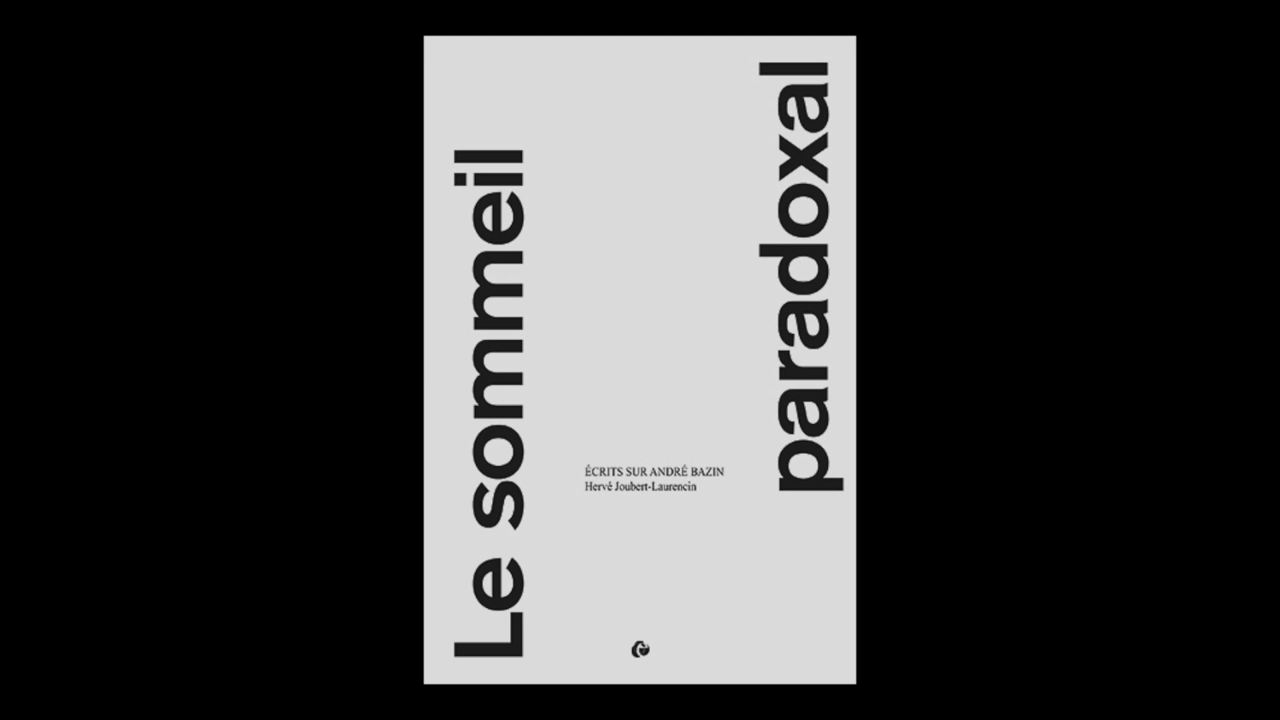 Le sommeil
paradoxal
ÉCRITS SUR ANDRÉ BAZIN
Hervé Joubert-Laurencin